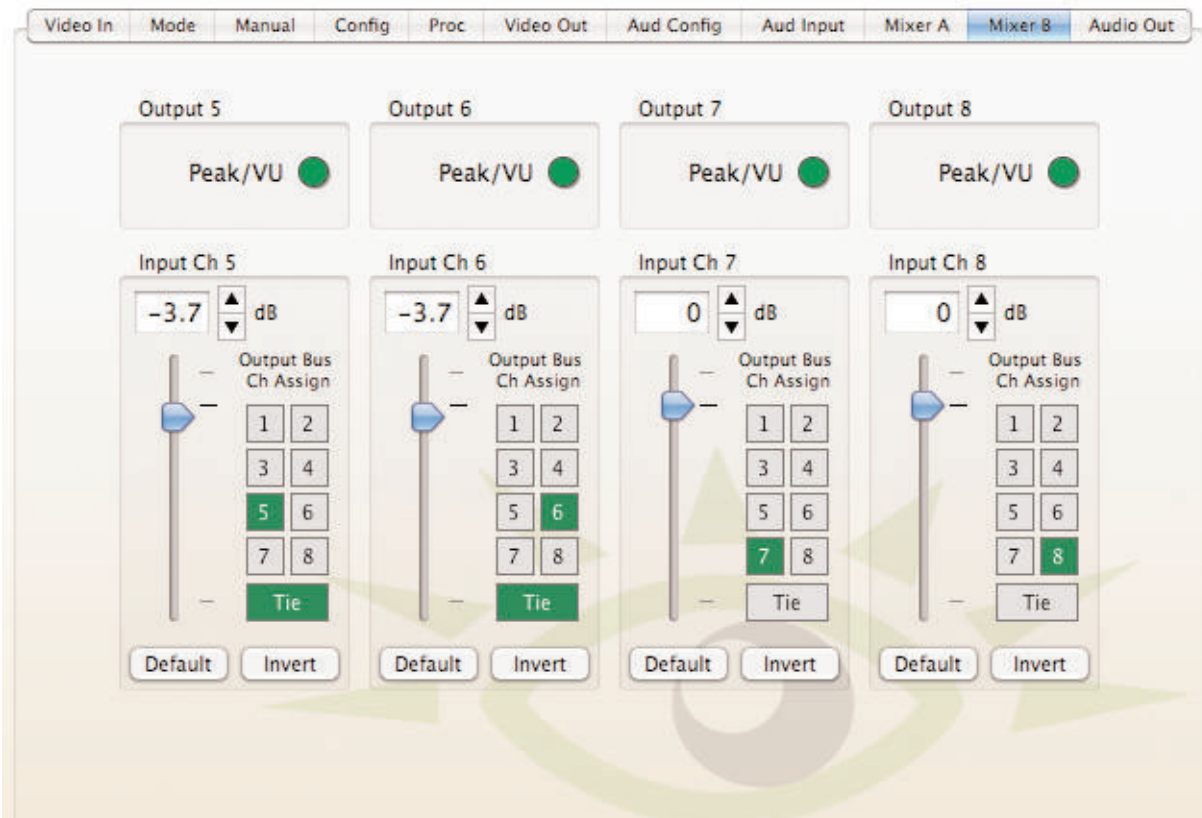 Video In Mode Manual Config Proc Video Out Aud Config Aud Input Mixer A Mixer B Audio Out
Output 5 Output 6 Output 7 Output 8
Peak/VU Peak/VU Peak/VU Peak/VU
Input Ch 5 Input Ch 6 Input Ch 7 Input Ch 8
-3.7 dB -3.7 dB 0 dB 0 dB
Output Bus Output Bus Output Bus Output Bus
Ch Assign Ch Assign Ch Assign Ch Assign
1 2 1 2 1 2 1 2
3 4 3 4 3 4 3 4
5 6 5 6 5 6 5 6
7 8 7 8 7 8 7 8
Tie Tie Tie Tie
Default Invert Default Invert Default Invert Default Invert